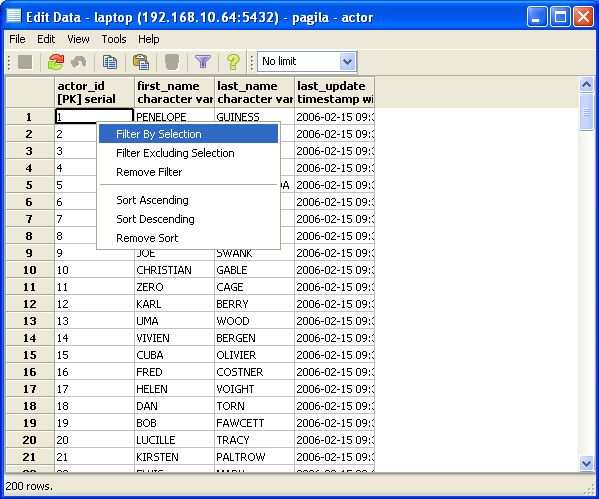 Edit Data - laptop (192.168.10.64:5432) - pagila - actor
File Edit View Tools Help
No limit
actor_id first_name last_name last_update
[PK] serial character var character var timestamp wi
1 1 PENELOPE GUINESS 2006-02-15 09:3
2 2 2006-02-15 09:3
Filter By Selection
3 3 2006-02-15 09:3
Filter Excluding Selection
4 4 2006-02-15 09:3
Remove Filter
5 5 DA 2006-02-15 09:3
6 6 2006-02-15 09:3
Sort Ascending
7 7 2006-02-15 09:3
Sort Descending
8 8 2006-02-15 09:3
Remove Sort
9 9 JOE SWANK 2006-02-15 09:3
10 10 CHRISTIAN GABLE 2006-02-15 09:3
11 11 ZERO CAGE 2006-02-15 09:3
12 12 KARL BERRY 2006-02-15 09:3
13 13 UMA WOOD 2006-02-15 09:3
14 14 VIVIEN BERGEN 2006-02-15 09:3
15 15 CUBA OLIVIER 2006-02-15 09:3
16 16 FRED COSTNER 2006-02-15 09:3
17 17 HELEN VOIGHT 2006-02-15 09:3
18 18 DAN TORN 2006-02-15 09:3
19 19 BOB FAWCETT 2006-02-15 09:3
20 20 LUCILLE TRACY 2006-02-15 09:3
21 21 KIRSTEN PALTROW 2006-02-15 09:3
200 rows.